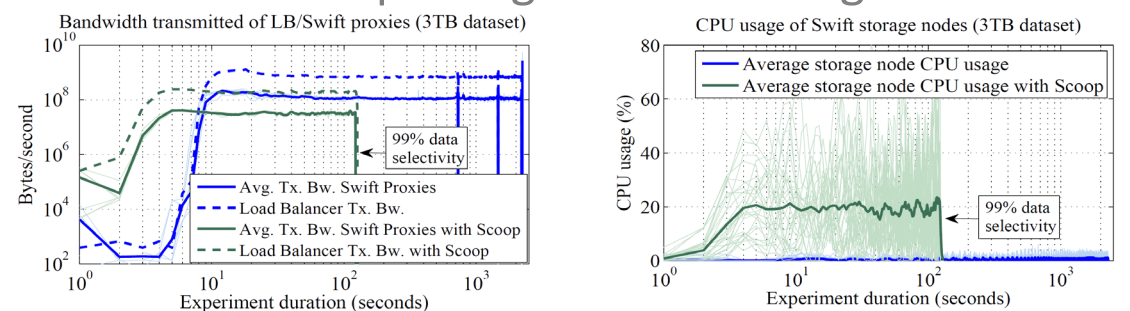 Bandwidth transmitted of LB/Swift proxies (3TB dataset)
10^10
10^8
10^6
10^4
10^2
Bytes/second
99% data
selectivity
Avg. Tx. Bw. Swift Proxies
Load Balancer Tx. Bw.
Avg. Tx. Bw. Swift Proxies with Scoop
Load Balancer Tx. Bw. with Scoop
10^0
10^1
10^2
10^3
Experiment duration (seconds)
CPU usage of Swift storage nodes (3TB dataset)
80
60
40
20
0
CPU usage (%)
Average storage node CPU usage
Average storage node CPU usage with Scoop
99% data
selectivity
10^0
10^1
10^2
10^3
Experiment duration (seconds)